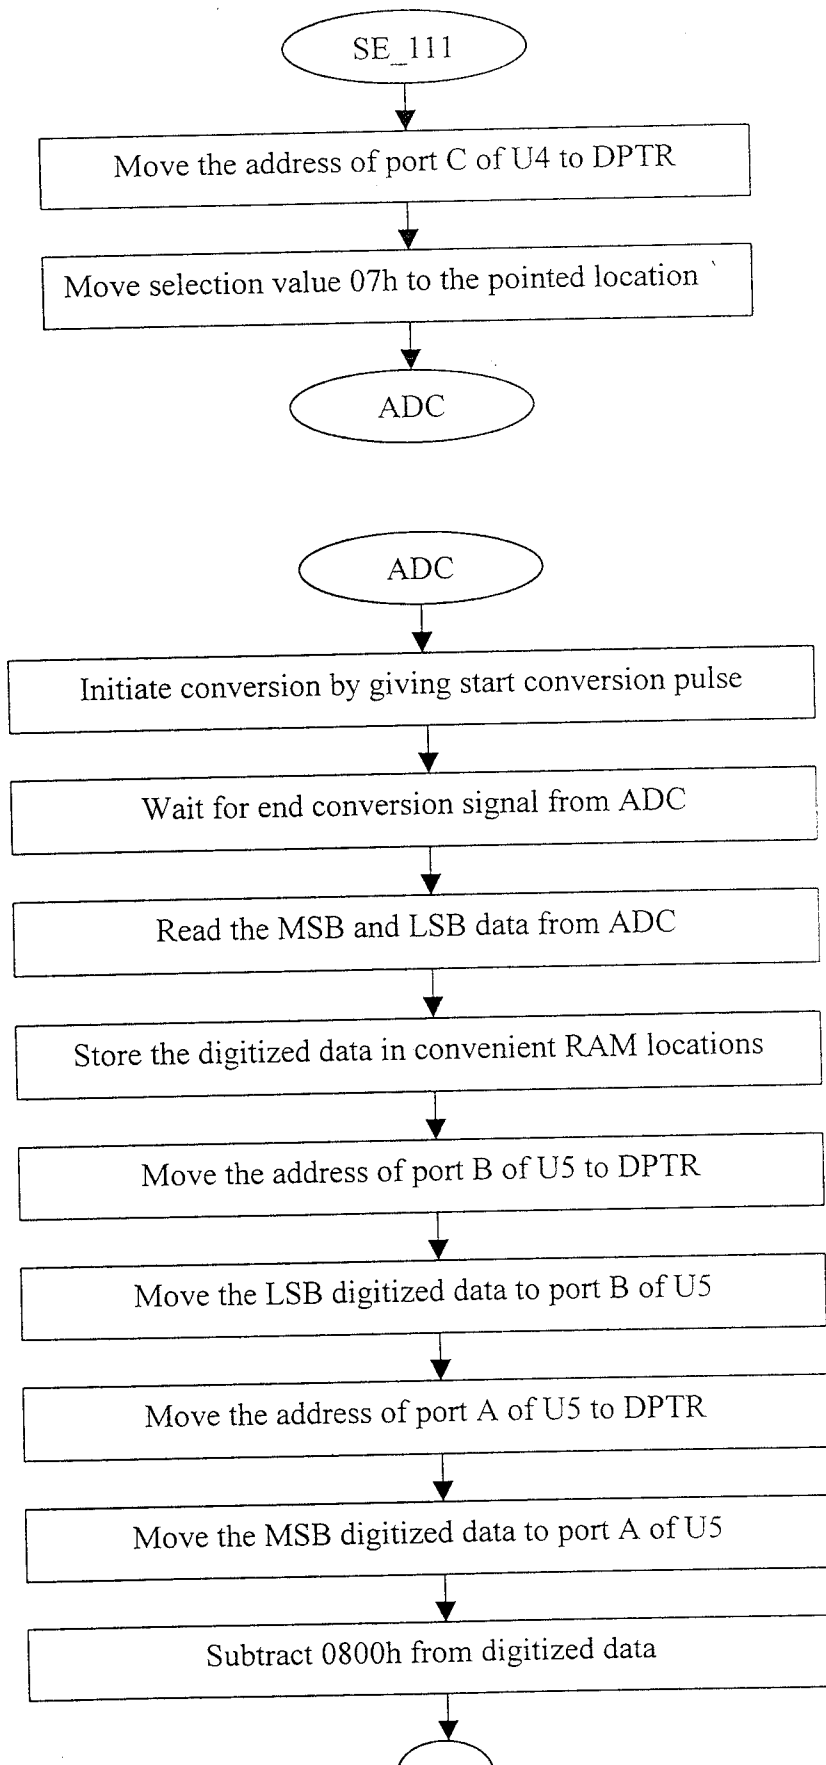 SE_111
Move the address of port C of U4 to DPTR
Move selection value 07h to the pointed location
ADC
ADC
Initiate conversion by giving start conversion pulse
Wait for end conversion signal from ADC
Read the MSB and LSB data from ADC
Store the digitized data in convenient RAM locations
Move the address of port B of U5 to DPTR
Move the LSB digitized data to port B of U5
Move the address of port A of U5 to DPTR
Move the MSB digitized data to port A of U5
Subtract 0800h from digitized data